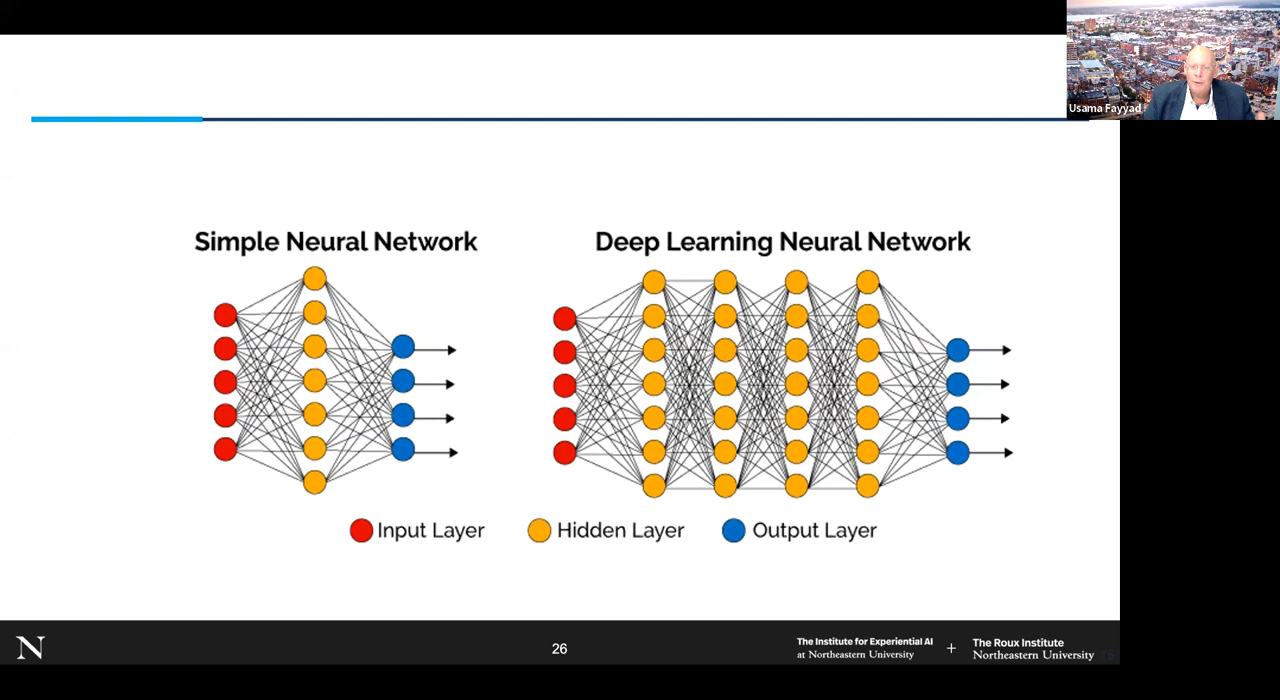 Usama Fayyad
Simple Neural Network
Deep Learning Neural Network
Input Layer
Hidden Layer
Output Layer
N
26
The Institute for Experiential AI
at Northeastern University
+
The Roux Institute
Northeastern University